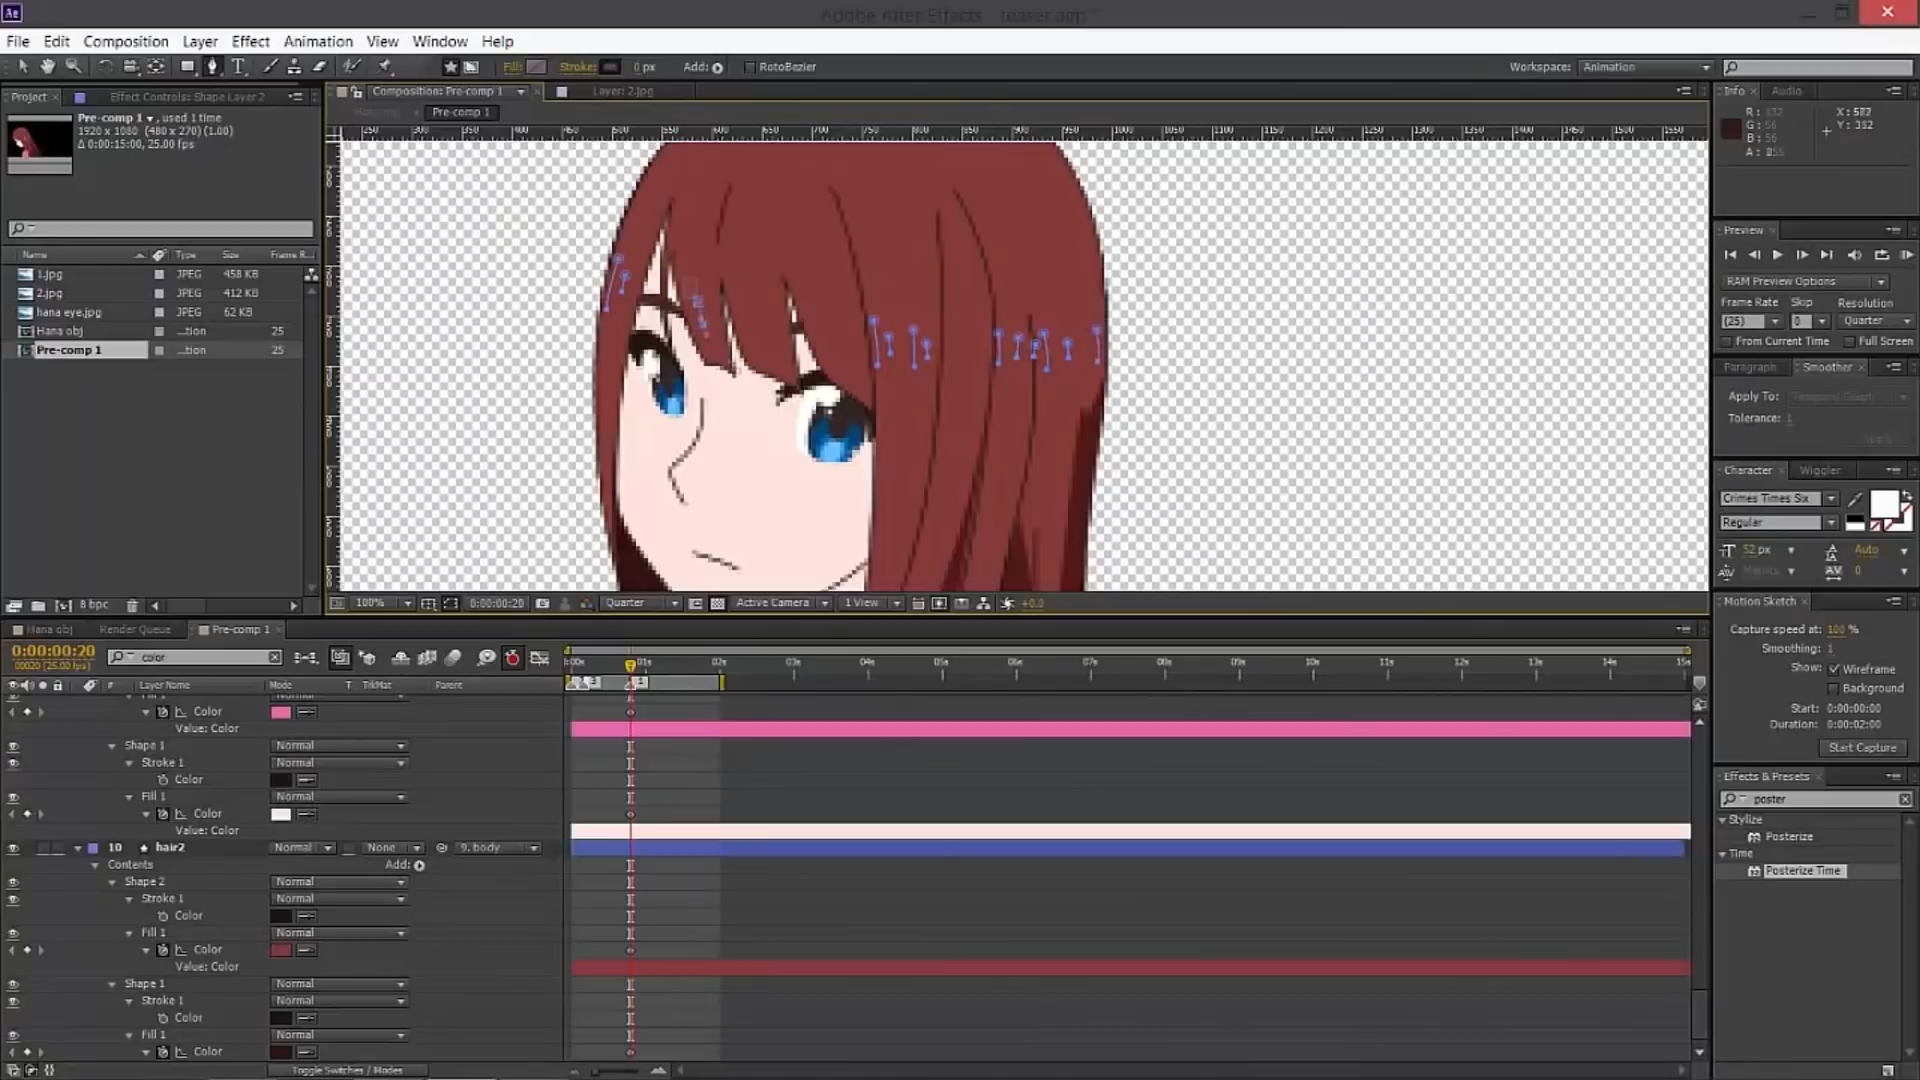 Ae
Adobe After Effects - teaser.aep *
File Edit Composition Layer Effect Animation View Window Help
Fill: Stroke: 0 px Add: RotoBezier
Workspace: Animation
Project Effect Controls: Shape Layer 2
Composition: Pre-comp 1 Layer: 2.jpg
Pre-comp 1
Info Audio
Pre-comp 1, used 1 time
1920 x 1080 (480 x 270) (1.00)
Δ 0:00:15:00, 25.00 fps
G: 56
B: 56
X: 582
Y: 352
Name Type Size Frame R...
1.jpg JPEG 458 KB
2.jpg JPEG 412 KB
hana eye.jpg JPEG 62 KB
Hana obj ...tion 25
Pre-comp 1 ...tion 25
8 bpc
Preview
RAM Preview Options
Frame Rate Skip Resolution
(25) 0 Quarter
From Current Time Full Screen
Paragraph Smoother
Apply To: Temporal Graph
Tolerance: 1
Character Wiggler
Crimes Times Six
Regular
52 px Auto
Metrics 0
100% 0:00:00:20 Quarter Active Camera 1 View +0.0
Motion Sketch
Capture speed at: 100 %
Smoothing: 1
Show: Wireframe
Background
Start: 0:00:00:00
Duration: 0:00:02:00
Start Capture
Effects & Presets
poster
Stylize
Posterize
Time
Posterize Time
Hana obj Render Queue Pre-comp 1
0:00:00:20
00020 (25.00 fps)
color
:00s 01s 02s 03s 04s 05s 06s 07s 08s 09s 10s 11s 12s 13s 14s 15s
# Layer Name Mode T TrkMat Parent
Fill 1 Normal
Color
Value: Color
Shape 1 Normal
Stroke 1 Normal
Color
Fill 1 Normal
Color
Value: Color
10 hair2 Normal None 9. body
Contents Add:
Shape 2 Normal
Stroke 1 Normal
Color
Fill 1 Normal
Color
Value: Color
Shape 1 Normal
Stroke 1 Normal
Color
Fill 1 Normal
Color
Toggle Switches / Modes